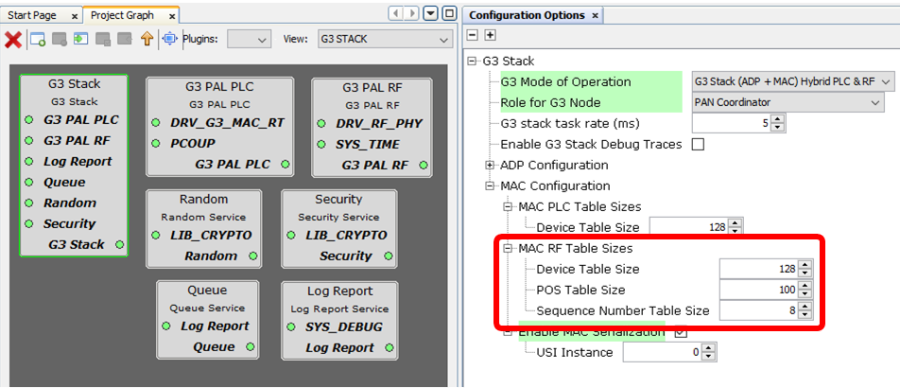 Start Page × Project Graph × Configuration Options ×
Plugins: View: G3 STACK
G3 Stack
G3 Stack
G3 PAL PLC
G3 PAL RF
Log Report
Queue
Random
Security
G3 Stack
G3 PAL PLC
G3 PAL PLC
DRV_G3_MAC_RT
PCOUP
G3 PAL PLC
G3 PAL RF
G3 PAL RF
DRV_RF_PHY
SYS_TIME
G3 PAL RF
Random
Random Service
LIB_CRYPTO
Random
Security
Security Service
LIB_CRYPTO
Security
Queue
Queue Service
Log Report
Queue
Log Report
Log Report Service
SYS_DEBUG
Log Report
G3 Stack
G3 Mode of Operation G3 Stack (ADP + MAC) Hybrid PLC & RF
Role for G3 Node PAN Coordinator
G3 stack task rate (ms) 5
Enable G3 Stack Debug Traces
ADP Configuration
MAC Configuration
MAC PLC Table Sizes
Device Table Size 128
MAC RF Table Sizes
Device Table Size 128
POS Table Size 100
Sequence Number Table Size 8
Enable MAC Serialization
USI Instance 0